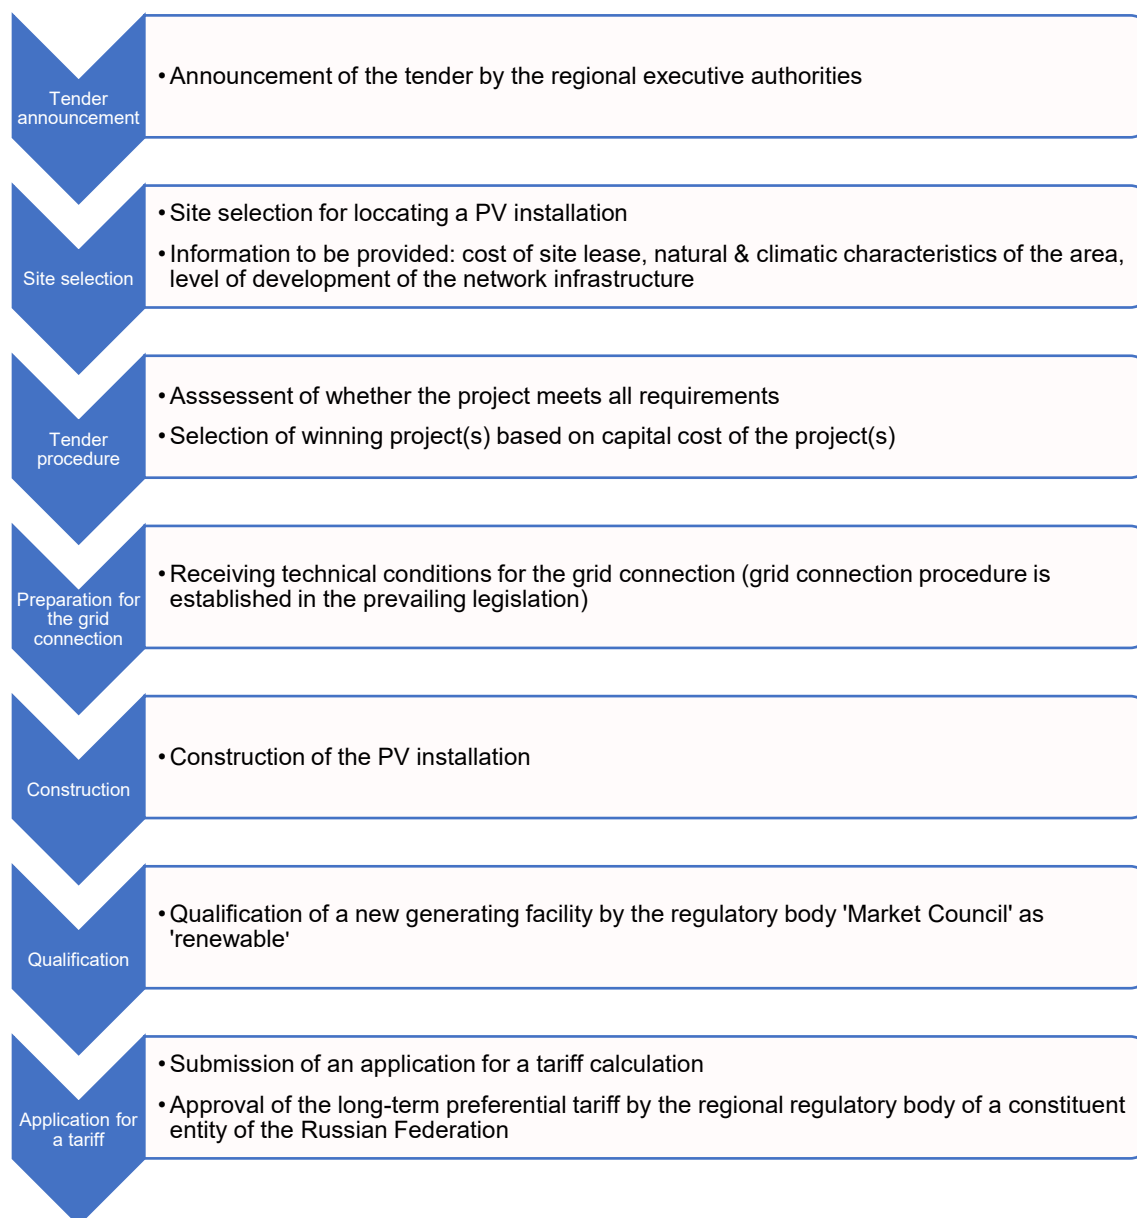 Tender
announcement
• Announcement of the tender by the regional executive authorities
Site selection
• Site selection for loccating a PV installation
• Information to be provided: cost of site lease, natural & climatic characteristics of the area,
level of development of the network infrastructure
Tender
procedure
• Asssessent of whether the project meets all requirements
• Selection of winning project(s) based on capital cost of the project(s)
Preparation for
the grid
connection
• Receiving technical conditions for the grid connection (grid connection procedure is
established in the prevailing legislation)
Construction
• Construction of the PV installation
Qualification
• Qualification of a new generating facility by the regulatory body 'Market Council' as
'renewable'
Application for
a tariff
• Submission of an application for a tariff calculation
• Approval of the long-term preferential tariff by the regional regulatory body of a constituent
entity of the Russian Federation